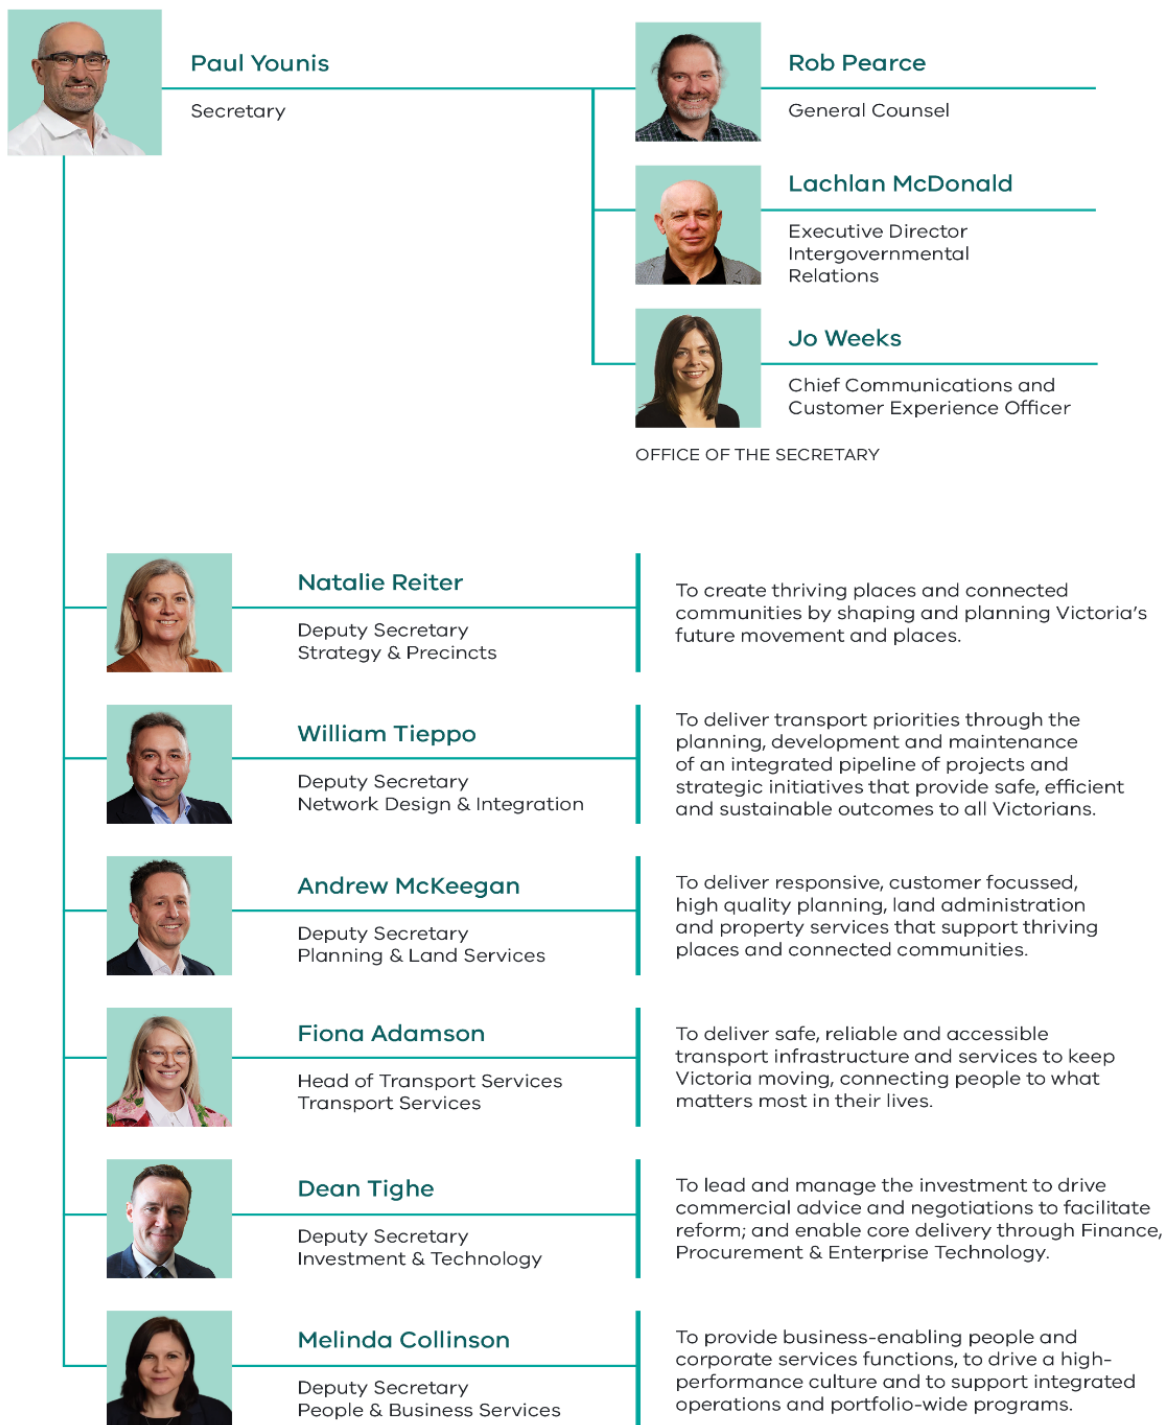 Paul Younis
Secretary
Rob Pearce
General Counsel
Lachlan McDonald
Executive Director
Intergovernmental
Relations
Jo Weeks
Chief Communications and
Customer Experience Officer
OFFICE OF THE SECRETARY
Natalie Reiter
Deputy Secretary
Strategy & Precincts
To create thriving places and connected
communities by shaping and planning Victoria's
future movement and places.
William Tieppo
Deputy Secretary
Network Design & Integration
To deliver transport priorities through the
planning, development and maintenance
of an integrated pipeline of projects and
strategic initiatives that provide safe, efficient
and sustainable outcomes to all Victorians.
Andrew McKeegan
Deputy Secretary
Planning & Land Services
To deliver responsive, customer focussed,
high quality planning, land administration
and property services that support thriving
places and connected communities.
Fiona Adamson
Head of Transport Services
Transport Services
To deliver safe, reliable and accessible
transport infrastructure and services to keep
Victoria moving, connecting people to what
matters most in their lives.
Dean Tighe
Deputy Secretary
Investment & Technology
To lead and manage the investment to drive
commercial advice and negotiations to facilitate
reform; and enable core delivery through Finance,
Procurement & Enterprise Technology.
Melinda Collinson
Deputy Secretary
People & Business Services
To provide business-enabling people and
corporate services functions, to drive a high-
performance culture and to support integrated
operations and portfolio-wide programs.